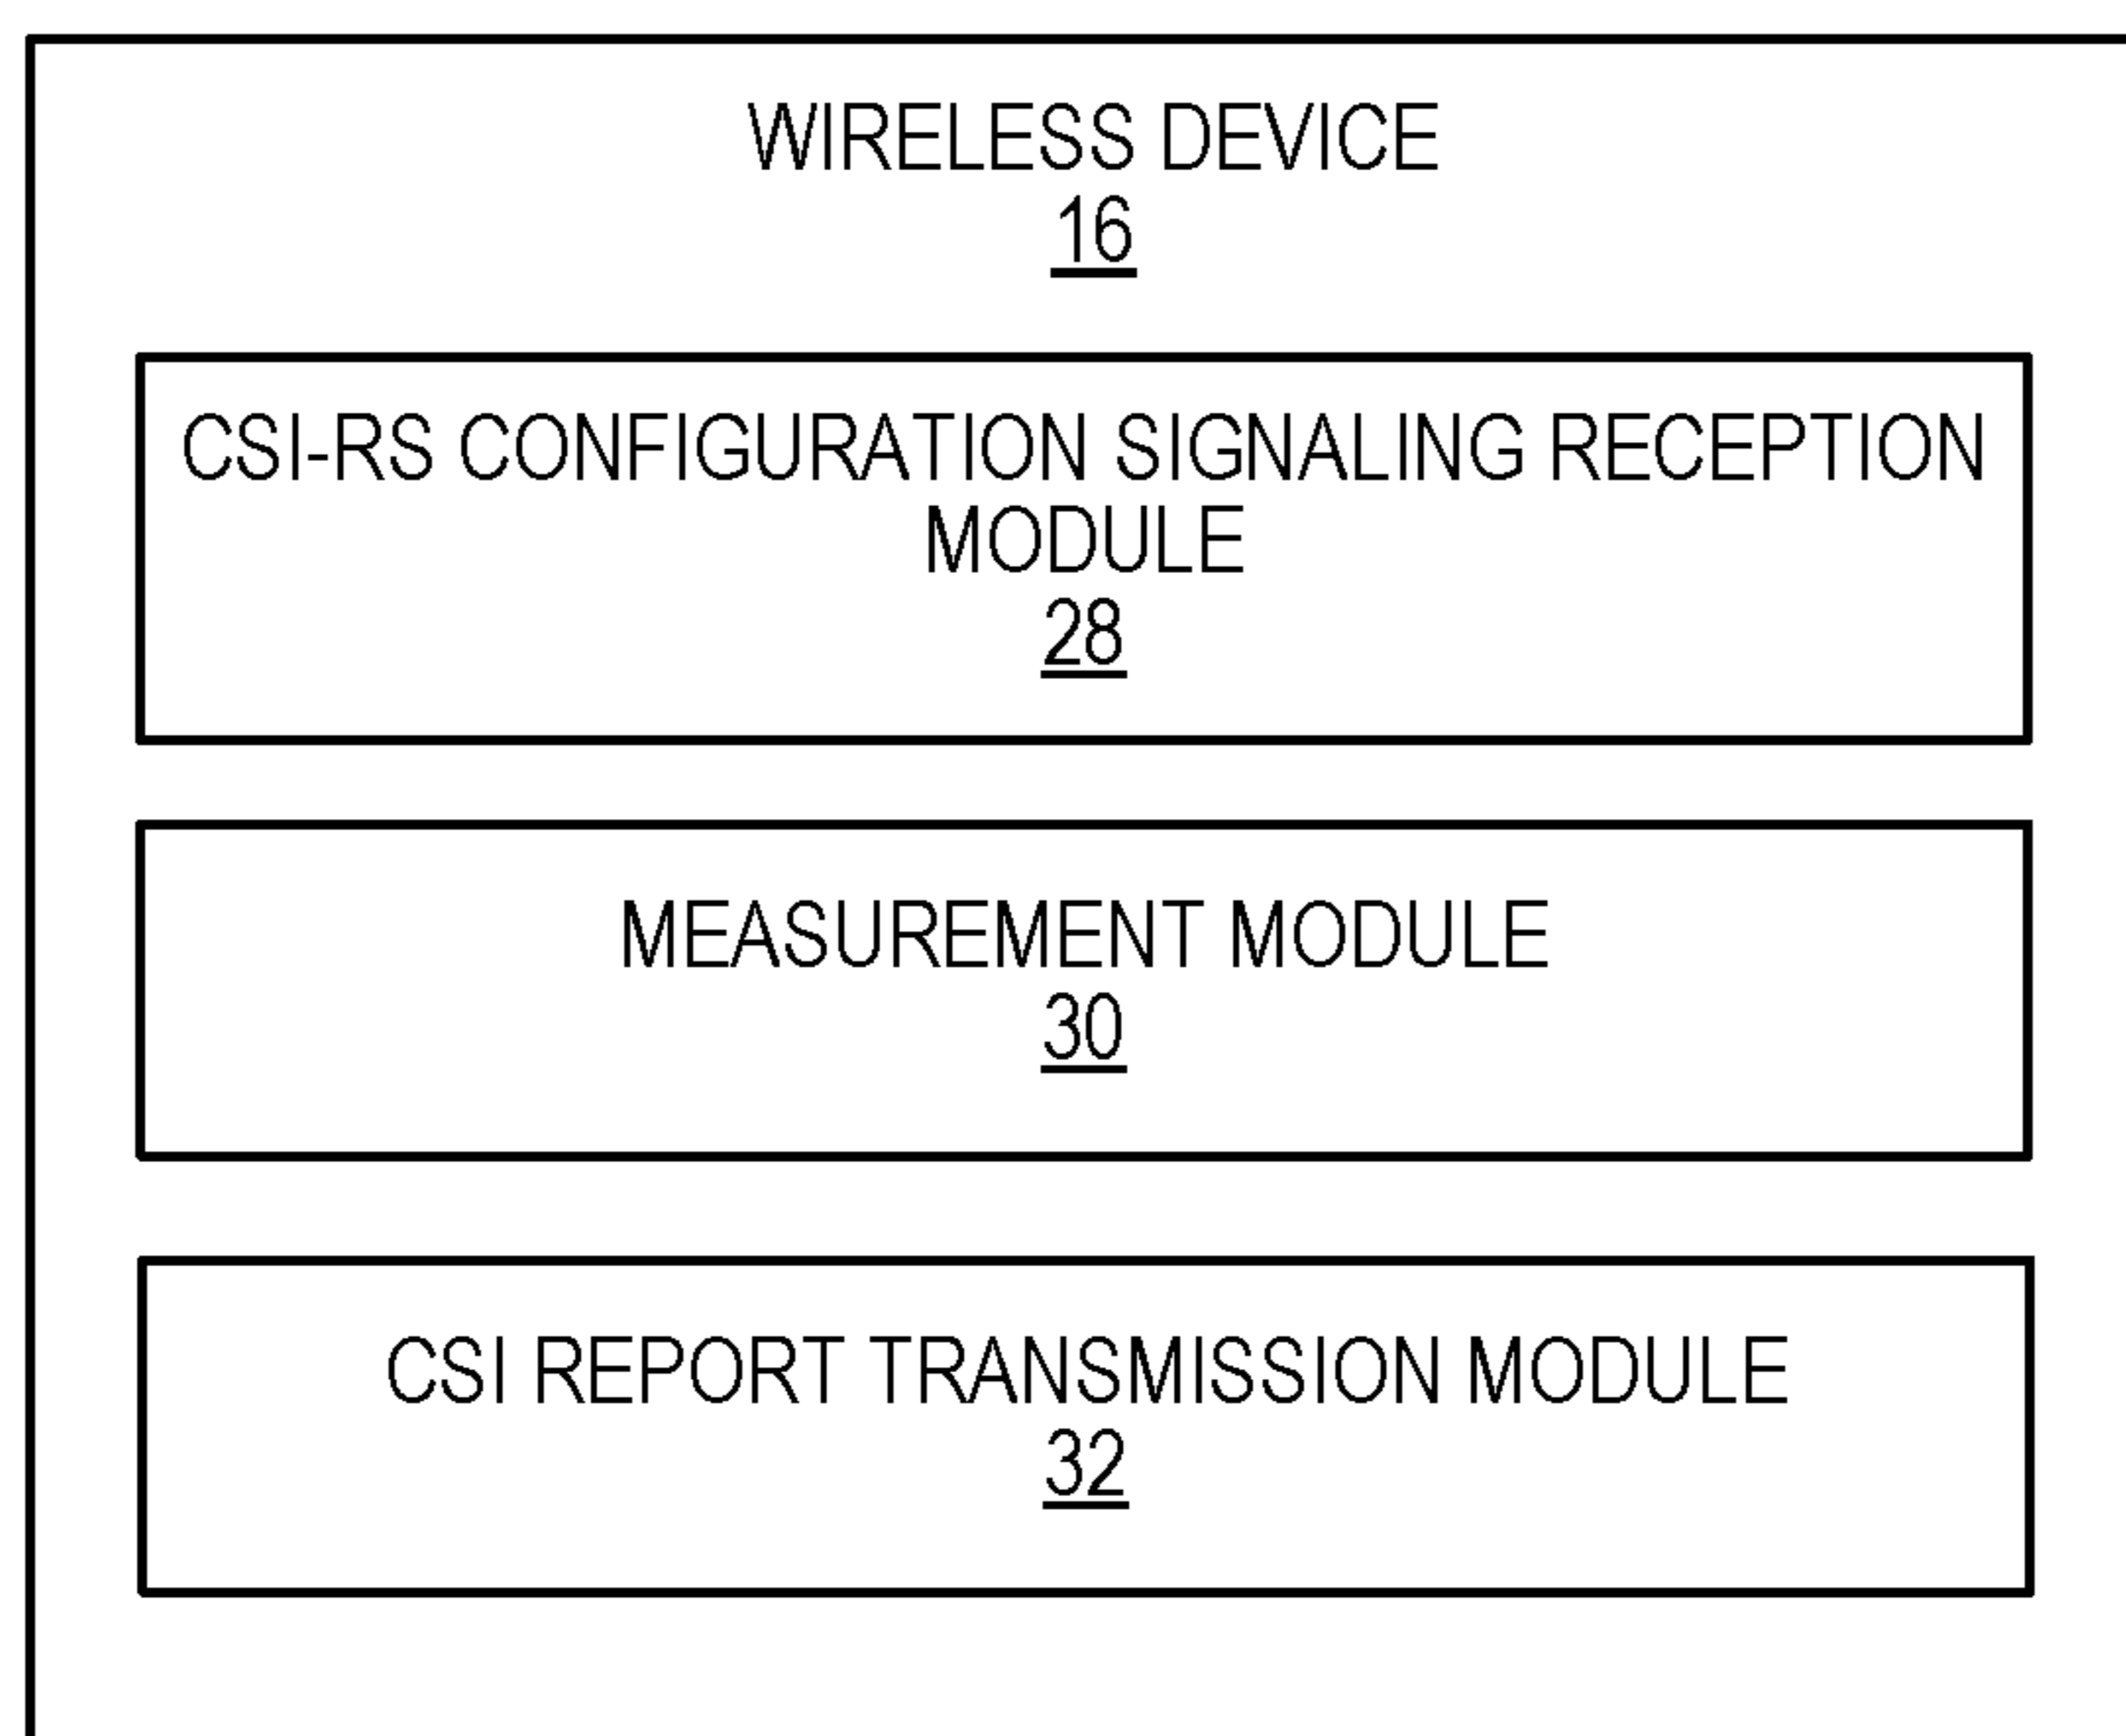 WIRELESS DEVICE
16
CSI-RS CONFIGURATION SIGNALING RECEPTION
MODULE
28
MEASUREMENT MODULE
30
CSI REPORT TRANSMISSION MODULE
32